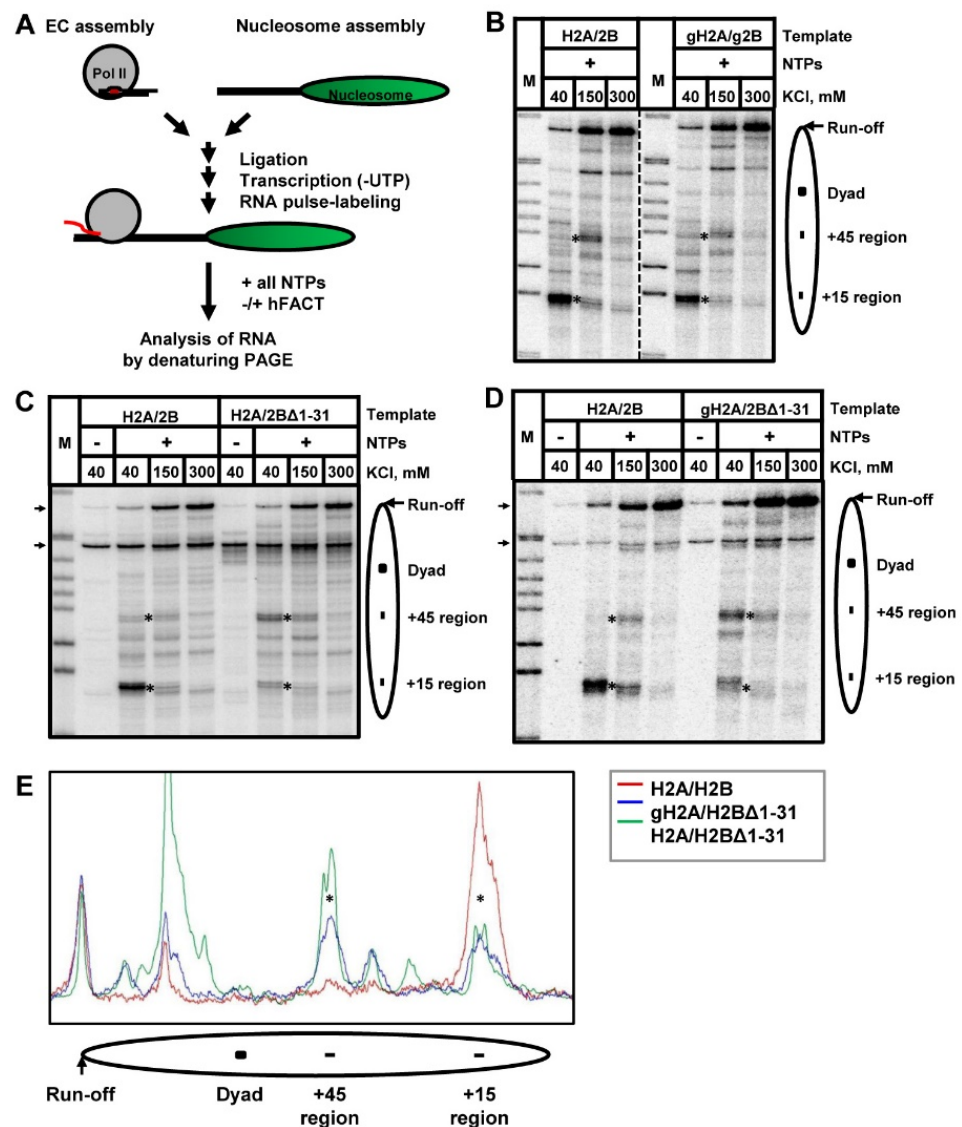 A
EC assembly
Nucleosome assembly
Pol II
Nucleosome
Ligation
Transcription (-UTP)
RNA pulse-labeling
+ all NTPs
-/+ hFACT
Analysis of RNA
by denaturing PAGE
B
M H2A/2B M gH2A/g2B Template
+ + NTPs
40 150 300 40 150 300 KCl, mM
Run-off
Dyad
* * +45 region
* * +15 region
C
M H2A/2B H2A/2BΔ1-31 Template
- + - + NTPs
40 40 150 300 40 40 150 300 KCl, mM
Run-off
Dyad
* * +45 region
* * +15 region
D
M H2A/2B gH2A/2BΔ1-31 Template
- + - + NTPs
40 40 150 300 40 40 150 300 KCl, mM
Run-off
Dyad
* * +45 region
* * +15 region
E
* *
H2A/H2B
gH2A/H2BΔ1-31
H2A/H2BΔ1-31
Run-off Dyad +45 +15
region region